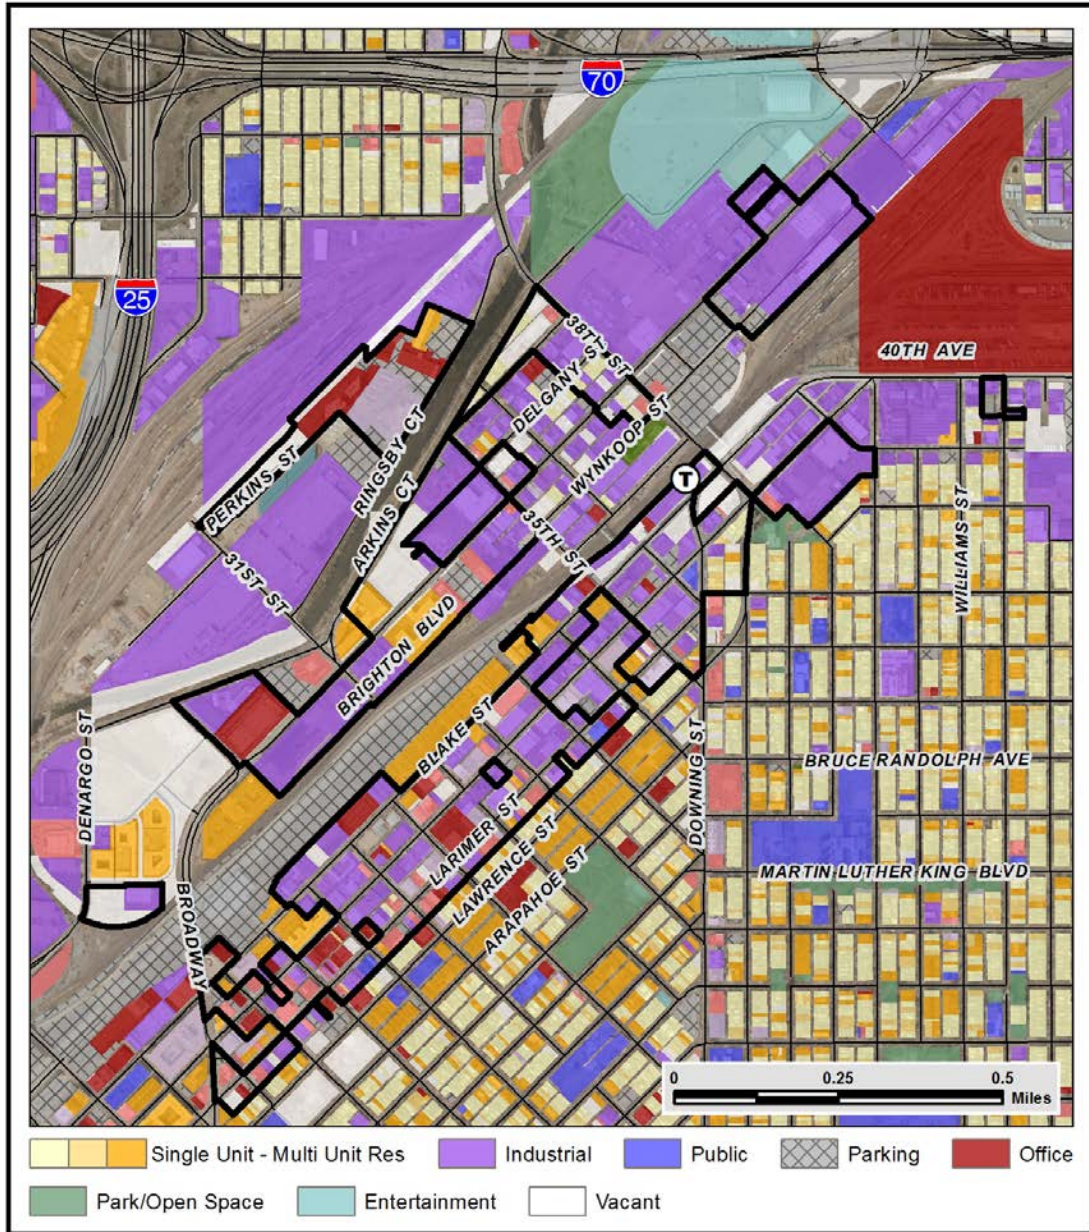 70
25
38TH ST
40TH AVE
DELGANY ST
WYNKOOP ST
RINGSBY CT
ARKINS CT
PERKINS ST
T
35TH ST
31ST ST
WILLIAMS ST
BRIGHTON BLVD
BLAKE ST
DENARGO ST
DOWNING ST
BRUCE RANDOLPH AVE
LARIMER ST
LAWRENCE ST
ARAPAHOE ST
MARTIN LUTHER KING BLVD
BROADWAY
0 0.25 0.5
Miles
Single Unit - Multi Unit Res Industrial Public Parking Office
Park/Open Space Entertainment Vacant